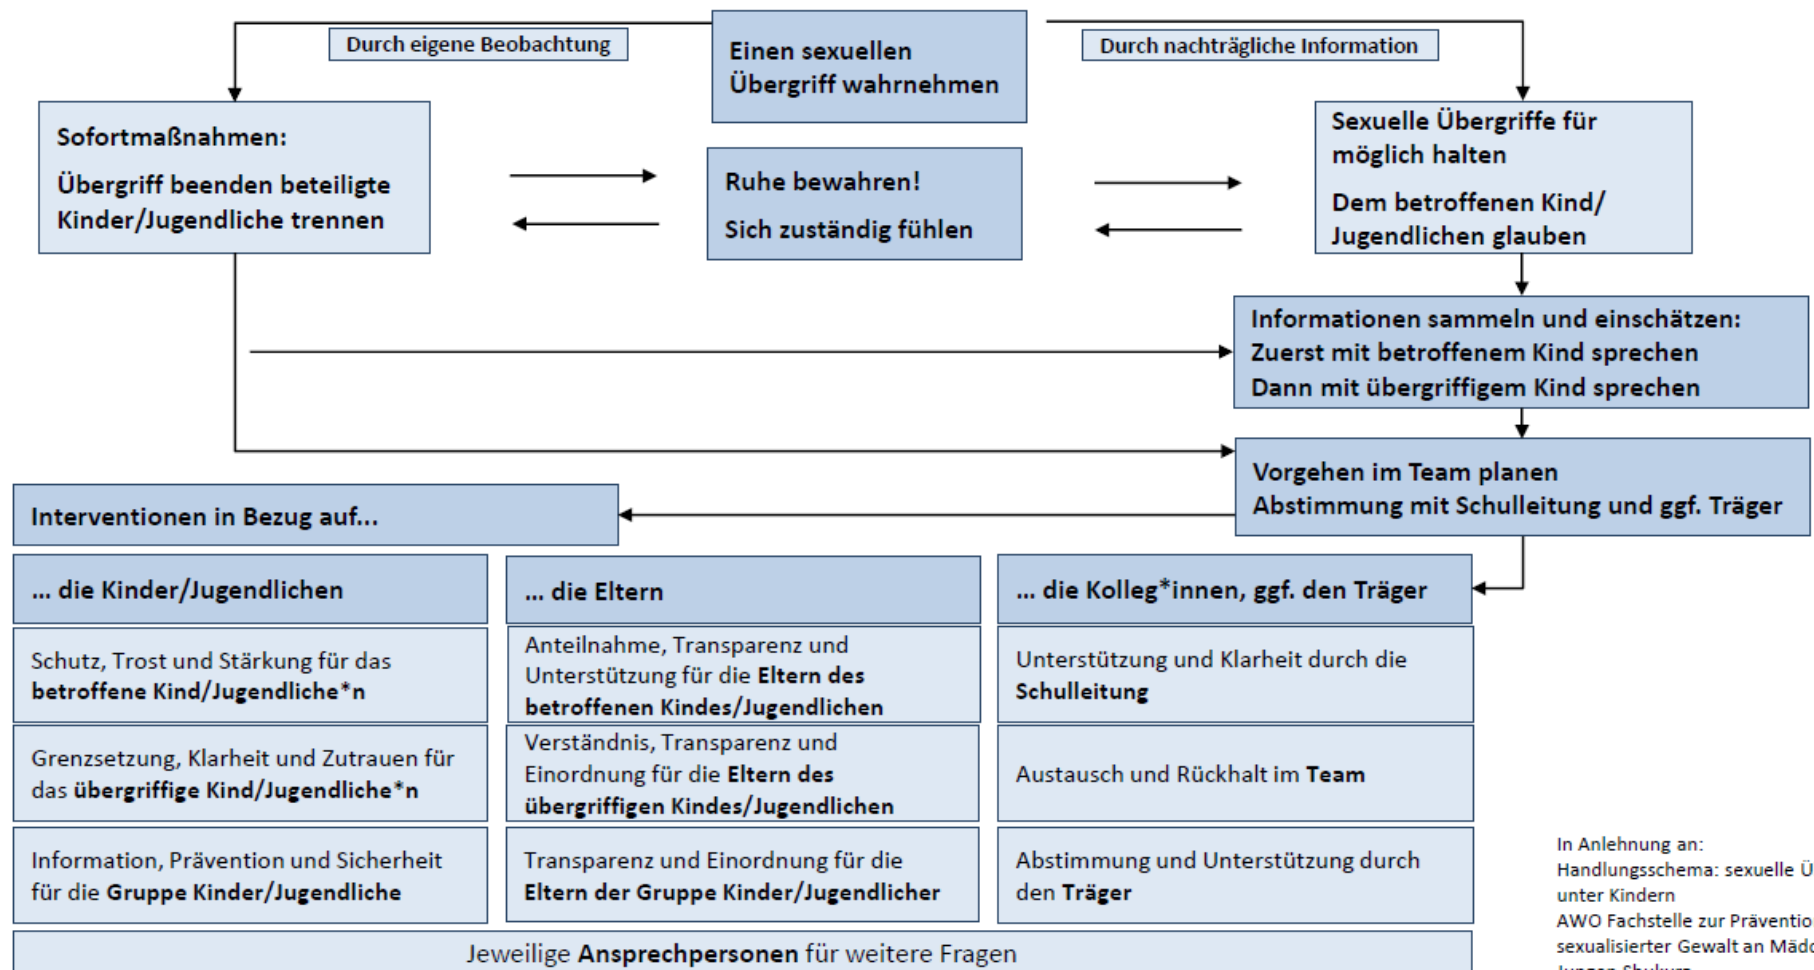 Durch eigene Beobachtung
Einen sexuellen
Übergriff wahrnehmen
Durch nachträgliche Information
Sofortmaßnahmen:
Übergriff beenden beteiligte
Kinder/Jugendliche trennen
Ruhe bewahren!
Sich zuständig fühlen
Sexuelle Übergriffe für
möglich halten
Dem betroffenen Kind/
Jugendlichen glauben
Informationen sammeln und einschätzen:
Zuerst mit betroffenem Kind sprechen
Dann mit übergriffigem Kind sprechen
Vorgehen im Team planen
Abstimmung mit Schulleitung und ggf. Träger
Interventionen in Bezug auf...
... die Kinder/Jugendlichen
Schutz, Trost und Stärkung für das
betroffene Kind/Jugendliche*n
Grenzsetzung, Klarheit und Zutrauen für
das übergriffige Kind/Jugendliche*n
Information, Prävention und Sicherheit
für die Gruppe Kinder/Jugendliche
... die Eltern
Anteilnahme, Transparenz und
Unterstützung für die Eltern des
betroffenen Kindes/Jugendlichen
Verständnis, Transparenz und
Einordnung für die Eltern des
übergriffigen Kindes/Jugendlichen
Transparenz und Einordnung für die
Eltern der Gruppe Kinder/Jugendlicher
... die Kolleg*innen, ggf. den Träger
Unterstützung und Klarheit durch die
Schulleitung
Austausch und Rückhalt im Team
Abstimmung und Unterstützung durch
den Träger
Jeweilige Ansprechpersonen für weitere Fragen
In Anlehnung an:
Handlungsschema: sexuelle
unter Kindern
AWO Fachstelle zur
sexualisierter Gewalt an